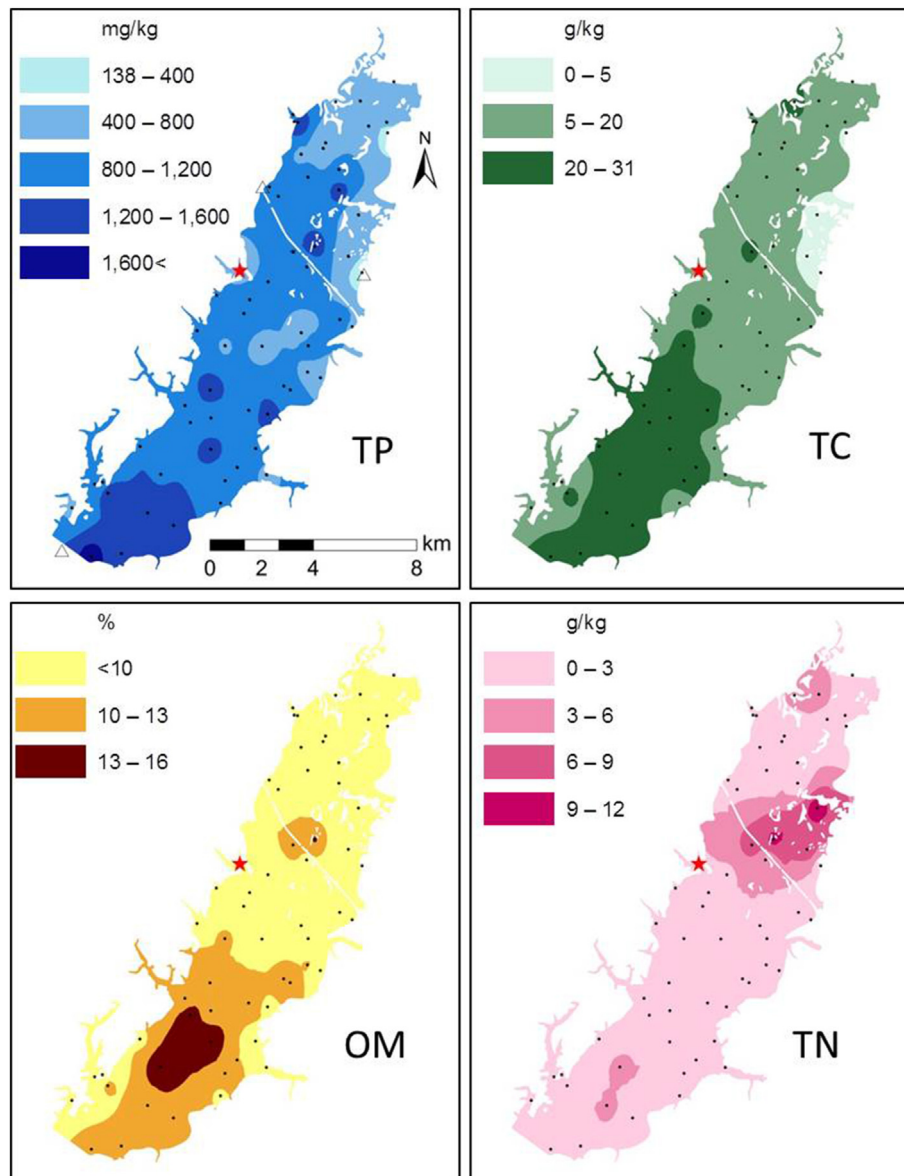 mg/kg
138 – 400
400 – 800
800 – 1,200
1,200 – 1,600
1,600<
N
TP
km
0 2 4 8
g/kg
0 – 5
5 – 20
20 – 31
TC
%
<10
10 – 13
13 – 16
OM
g/kg
0 – 3
3 – 6
6 – 9
9 – 12
TN